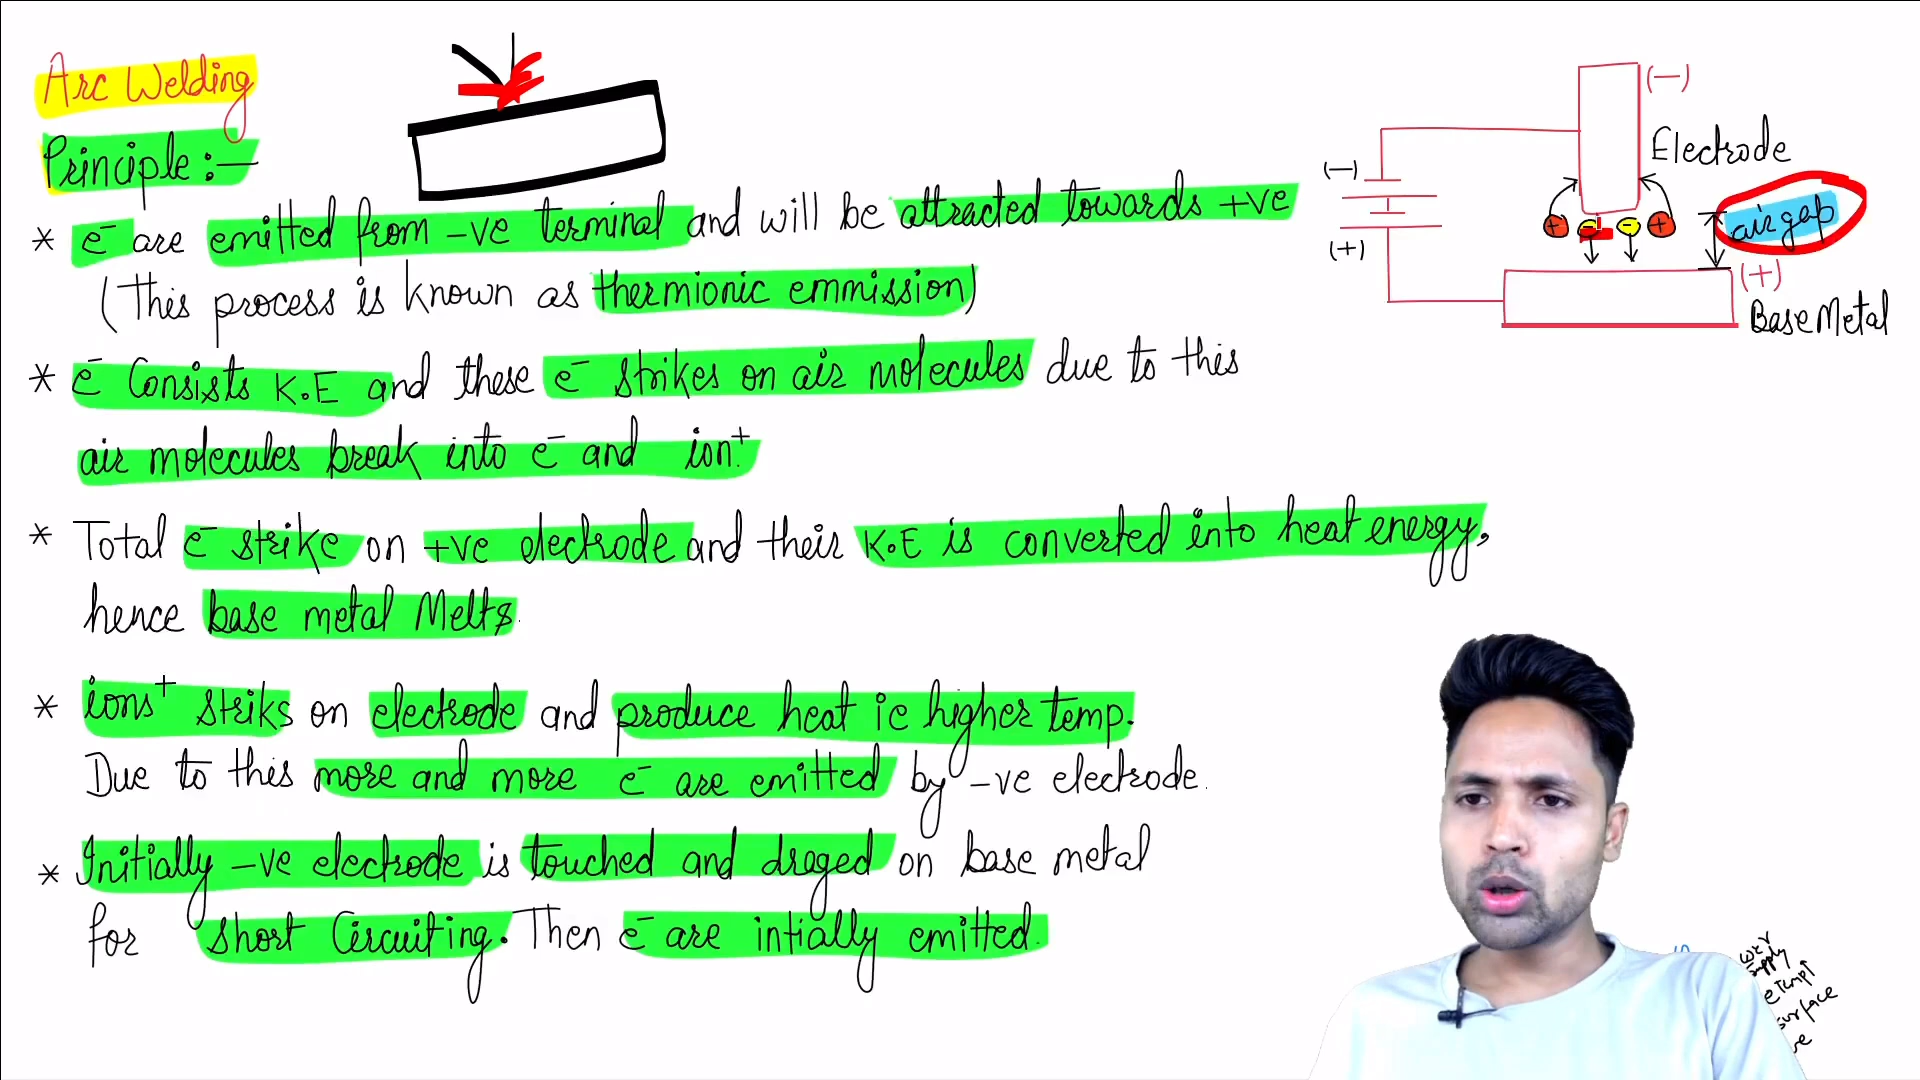 Arc Welding
Principle:—
* e⁻ are emitted from -ve terminal and will be attracted towards +ve
(This process is known as thermionic emmission)
* e⁻ Consists K.E and these e⁻ strikes on air molecules due to this
air molecules break into e⁻ and ion⁺.
* Total e⁻ strike on +ve electrode and their K.E is converted into heat energy,
hence base metal Melts.
* ions⁺ striks on electrode and produce heat ie higher temp.
Due to this more and more e⁻ are emitted by -ve electrode.
* Initially -ve electrode is touched and draged on base metal
for short Circuiting. Then e⁻ are intially emitted.
(—)
Electrode
(—)
+ - - +
air gap
(+)
(+)
Base Metal
supply
surface